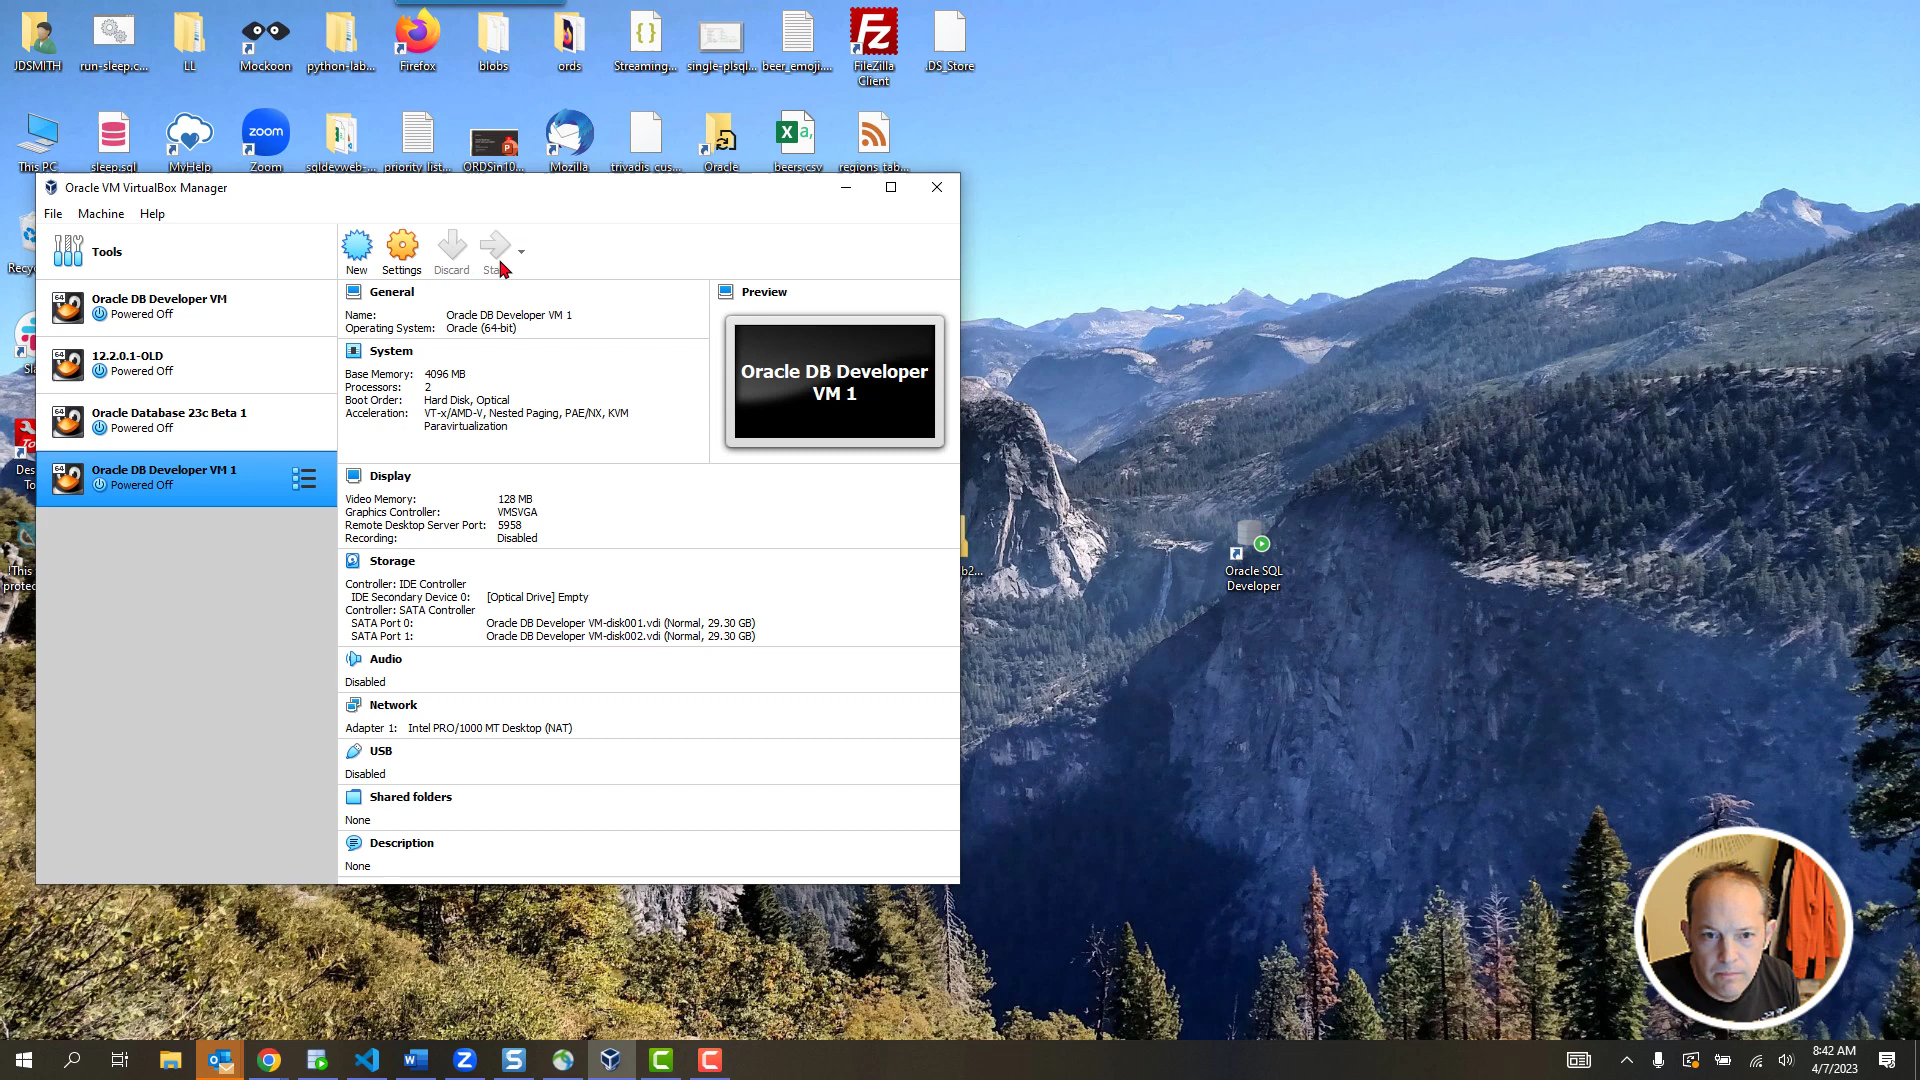 JDSMITH
run-sleep.c...
LL
Mockoon
python-lab...
Firefox
blobs
ords
Streaming...
single-plsql...
beer_emoji....
FileZilla
Client
.DS_Store
This PC
sleep.sql
MyHelp
Zoom
zoom
sqldevweb-...
priority_list...
ORDSin10...
Mozilla
trivadis_cus...
Oracle
beers.csv
regions_tab...
Oracle VM VirtualBox Manager
File
Machine
Help
Tools
New
Settings
Discard
Oracle DB Developer VM
Powered Off
12.2.0.1-OLD
Powered Off
Oracle Database 23c Beta 1
Powered Off
Oracle DB Developer VM 1
Powered Off
64
64
64
64
General
Name: Oracle DB Developer VM 1
Operating System: Oracle (64-bit)
System
Base Memory: 4096 MB
Processors: 2
Boot Order: Hard Disk, Optical
Acceleration: VT-x/AMD-V, Nested Paging, PAE/NX, KVM
Paravirtualization
Preview
Oracle DB Developer
VM 1
Display
Video Memory: 128 MB
Graphics Controller: VMSVGA
Remote Desktop Server Port: 5958
Recording: Disabled
Storage
Controller: IDE Controller
IDE Secondary Device 0: [Optical Drive] Empty
Controller: SATA Controller
SATA Port 0: Oracle DB Developer VM-disk001.vdi (Normal, 29.30 GB)
SATA Port 1: Oracle DB Developer VM-disk002.vdi (Normal, 29.30 GB)
Audio
Disabled
Network
Adapter 1: Intel PRO/1000 MT Desktop (NAT)
USB
Disabled
Shared folders
None
Description
None
Oracle SQL
Developer
8:42 AM
4/7/2023